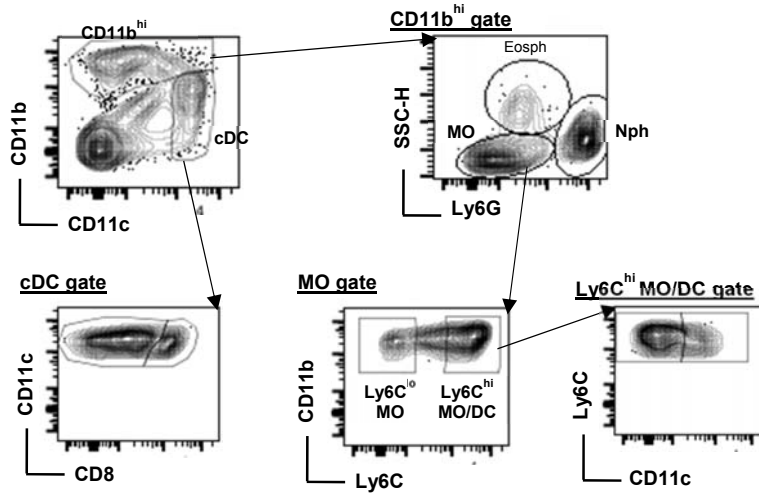 CD11b hi gate
CD11b hi
cDC
CD11b
CD11c
4
Eosph
MO
Nph
SSC-H
Ly6G
cDC gate
MO gate
Ly6C hi MO/DC gate
CD11c
CD8
Ly6C lo
MO
Ly6C hi
MO/DC
CD11b
Ly6C
Ly6C
CD11c